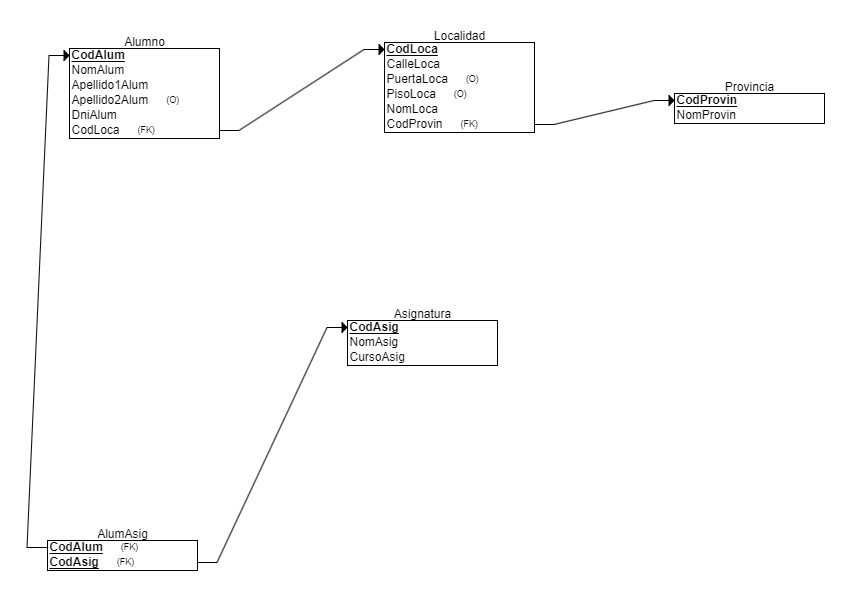 Alumno
CodAlum
NomAlum
Apellido1Alum
Apellido2Alum (O)
DniAlum
CodLoca (FK)
Localidad
CodLoca
CalleLoca
PuertaLoca (O)
PisoLoca (O)
NomLoca
CodProvin (FK)
Provincia
CodProvin
NomProvin
Asignatura
CodAsig
NomAsig
CursoAsig
AlumAsig
CodAlum (FK)
CodAsig (FK)